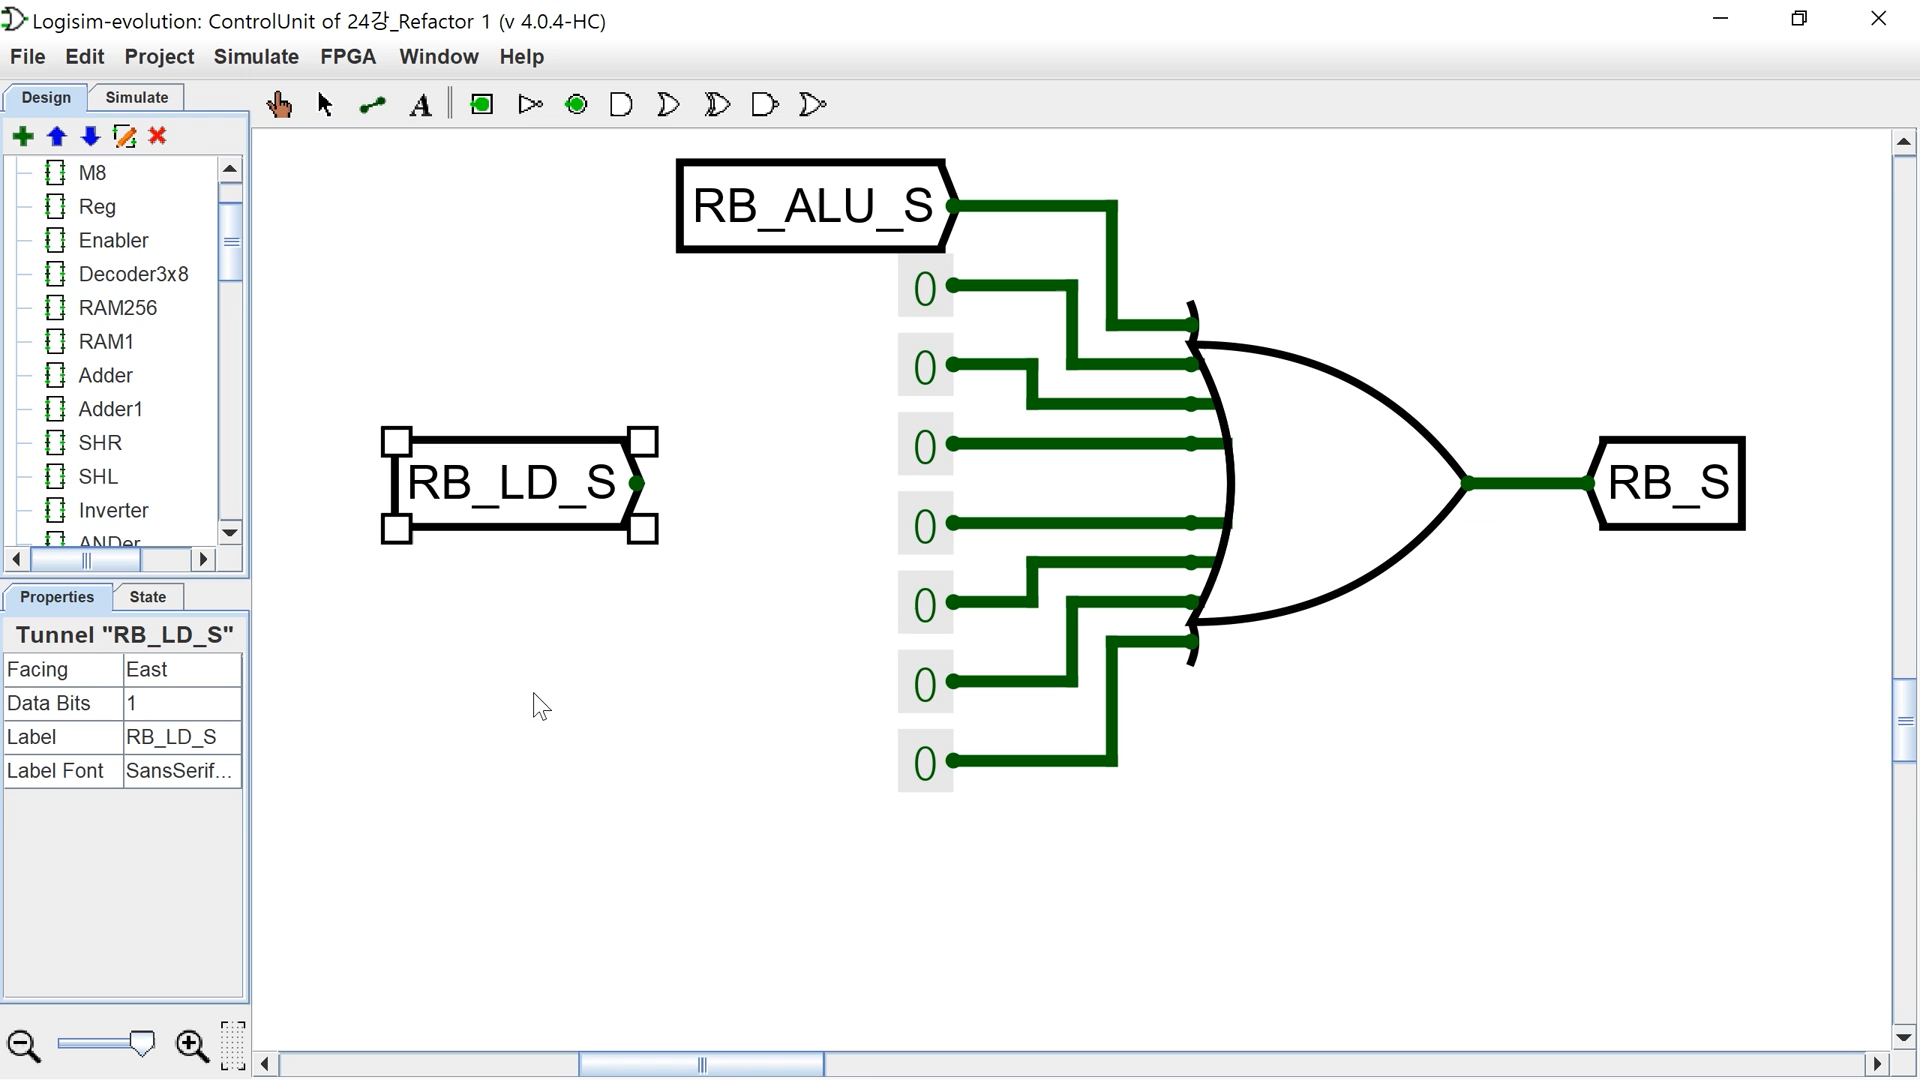 Logisim-evolution: ControlUnit of 24강_Refactor 1 (v 4.0.4-HC)
File Edit Project Simulate FPGA Window Help
Design Simulate
M8
Reg
Enabler
Decoder3x8
RAM256
RAM1
Adder
Adder1
SHR
SHL
Inverter
ANDer
Properties State
Tunnel "RB_LD_S"
Facing East
Data Bits 1
Label RB_LD_S
Label Font SansSerif...
RB_ALU_S
0
0
0
0
0
0
0
RB_LD_S
RB_S